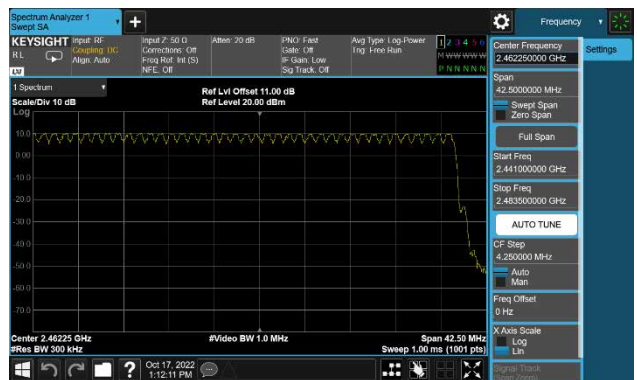 Spectrum Analyzer 1
Swept SA
Frequency
KEYSIGHT
Input: RF
Input Z: 50 Ω
Atten: 20 dB
PNO: Fast
Avg Type: Log-Power
1 2 3 4 5 6
RL
Coupling: DC
Corrections: Off
Gate: Off
Trig: Free Run
M W W W W W
Align: Auto
Freq Ref: Int (S)
IF Gain: Low
P N N N N N
NFE: Off
Sig Track: Off
LXI
Settings
Center Frequency
2.462250000 GHz
Span
42.5000000 MHz
Swept Span
Zero Span
Full Span
Start Freq
2.441000000 GHz
Stop Freq
2.483500000 GHz
AUTO TUNE
CF Step
4.250000 MHz
Auto
Man
Freq Offset
0 Hz
X Axis Scale
Log
Lin
Signal Track
(Span Zoom)
1 Spectrum
Ref Lvl Offset 11.00 dB
Scale/Div 10 dB
Ref Level 20.00 dBm
Log
10.0
0.00
-10.0
-20.0
-30.0
-40.0
-50.0
-60.0
-70.0
Center 2.46225 GHz
#Video BW 1.0 MHz
Span 42.50 MHz
#Res BW 300 kHz
Sweep 1.00 ms (1001 pts)
?
Oct 17, 2022
1:12:11 PM